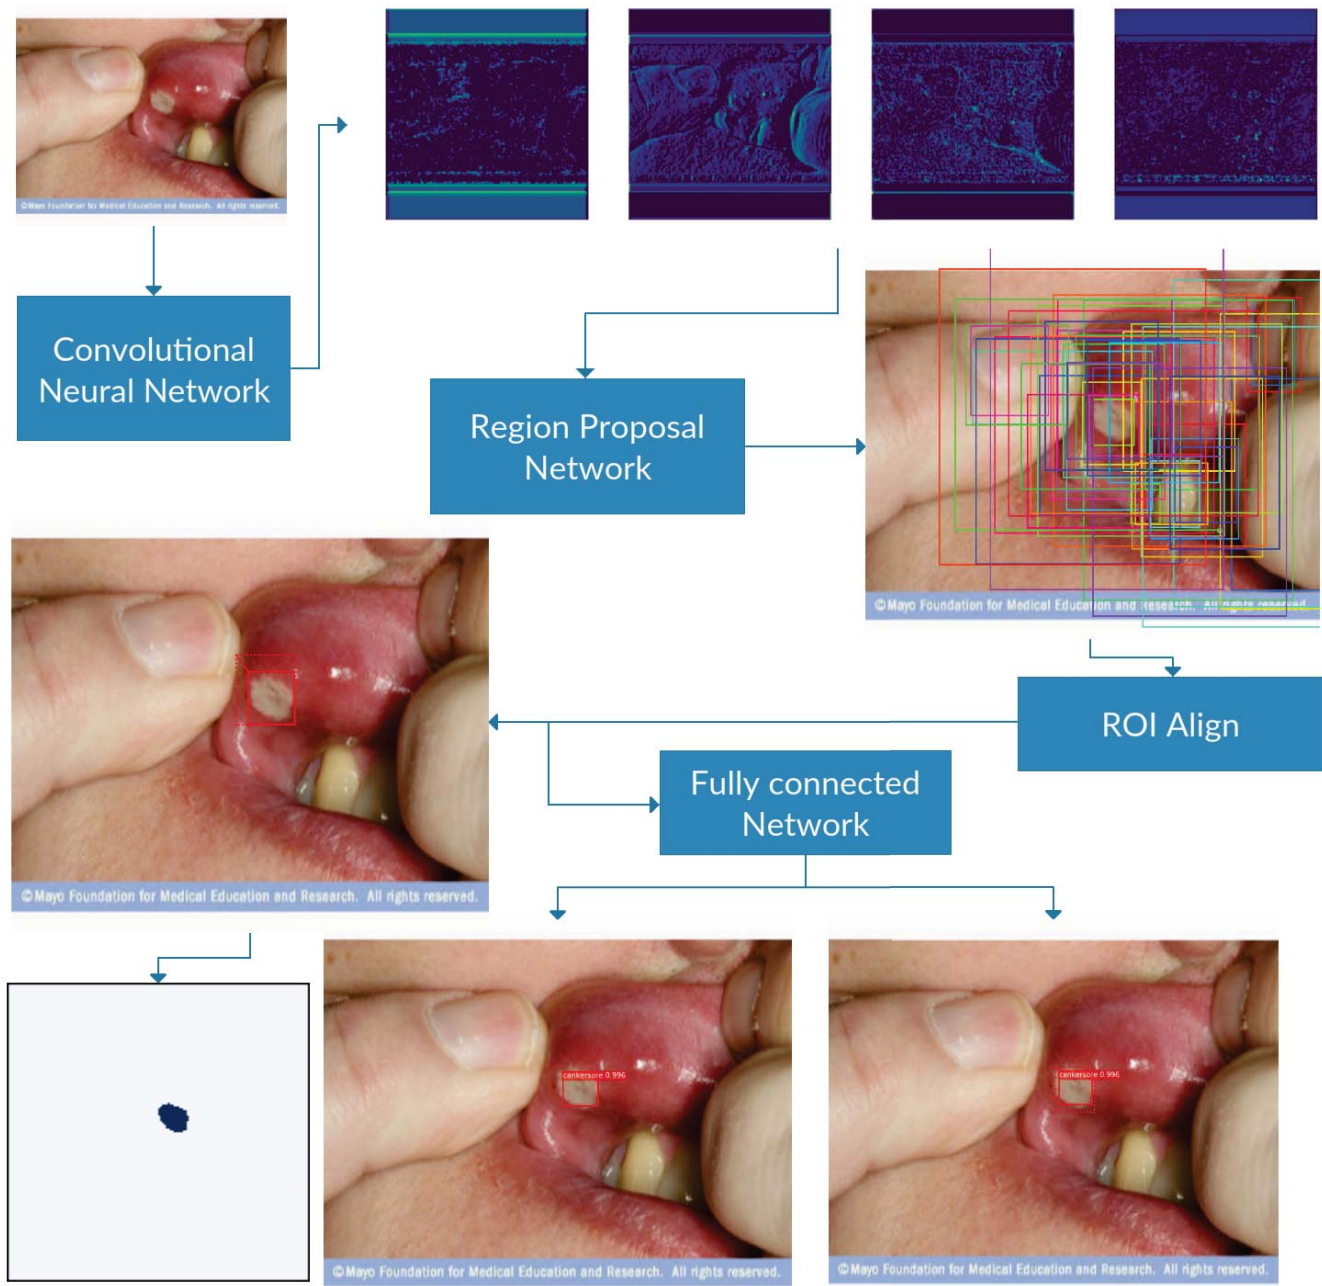 ©Mayo Foundation for Medical Education and Research. All rights reserved.
Convolutional
Neural Network
Region Proposal
Network
©Mayo Foundation for Medical Education and Research. All rights reserved
ROI Align
Fully connected
Network
©Mayo Foundation for Medical Education and Research. All rights reserved.
cankersore 0.996
©Mayo Foundation for Medical Education and Research. All rights reserved.
cankersore 0.996
©Mayo Foundation for Medical Education and Research. All rights reserved.